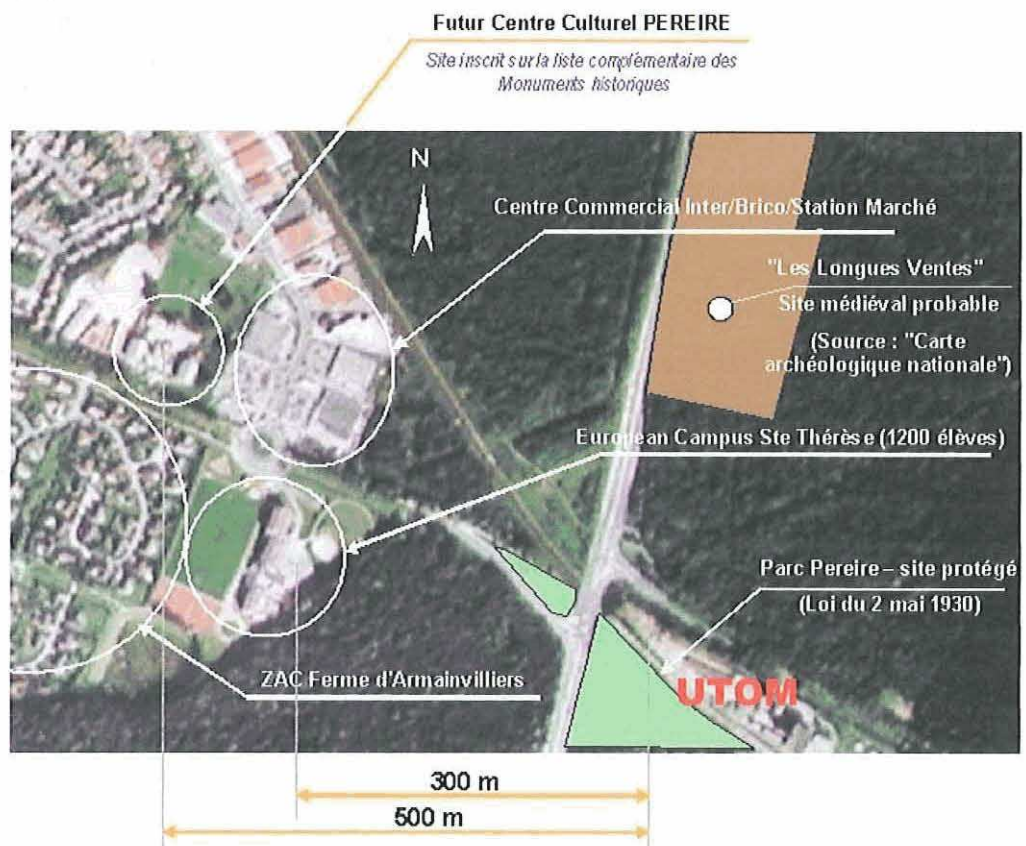 Futur Centre Culturel PEREIRE
Site inscrit sur la liste complémentaire des
Monuments historiques
N
Centre Commercial Inter/Brico/Station Marché
"Les Longues Ventes"
Site médiéval probable
(Source : "Carte
archéologique nationale")
European Campus Ste Thérèse (1200 élèves)
Parc Pereire – site protégé
(Loi du 2 mai 1930)
ZAC Ferme d'Armainvilliers
UTOM
300 m
500 m